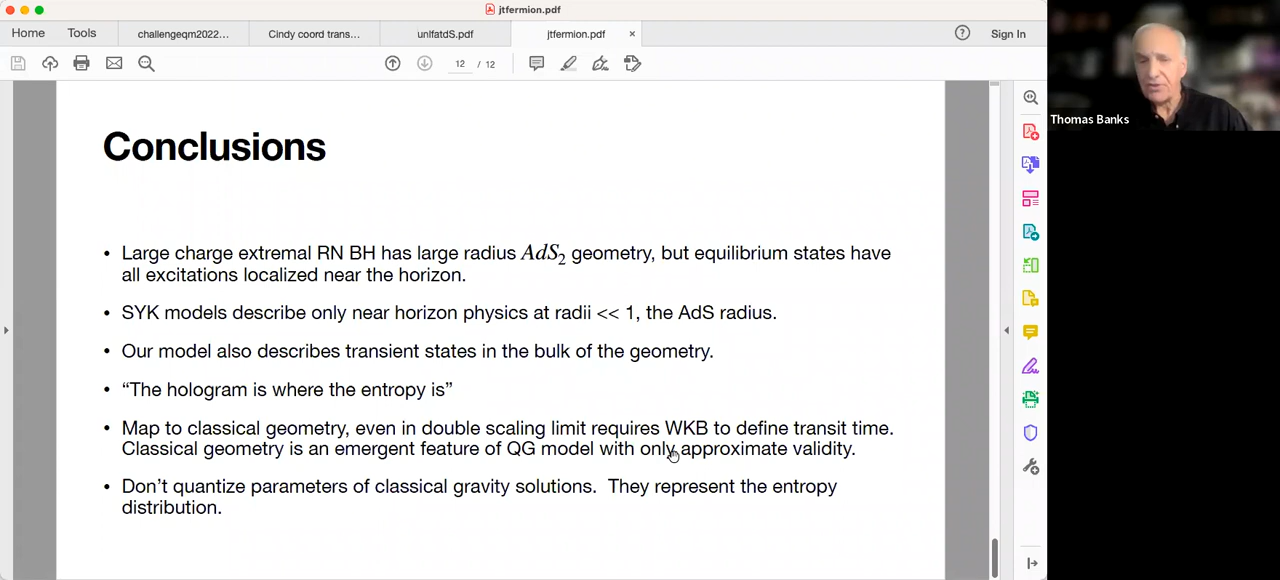 jtfermion.pdf
Home
Tools
challengeqm2022...
Cindy coord trans...
unlfatdS.pdf
jtfermion.pdf
Sign In
12 / 12
Thomas Banks
Conclusions
• Large charge extremal RN BH has large radius AdS₂ geometry, but equilibrium states have
all excitations localized near the horizon.
• SYK models describe only near horizon physics at radii << 1, the AdS radius.
• Our model also describes transient states in the bulk of the geometry.
• “The hologram is where the entropy is”
• Map to classical geometry, even in double scaling limit requires WKB to define transit time.
Classical geometry is an emergent feature of QG model with only approximate validity.
• Don’t quantize parameters of classical gravity solutions. They represent the entropy
distribution.